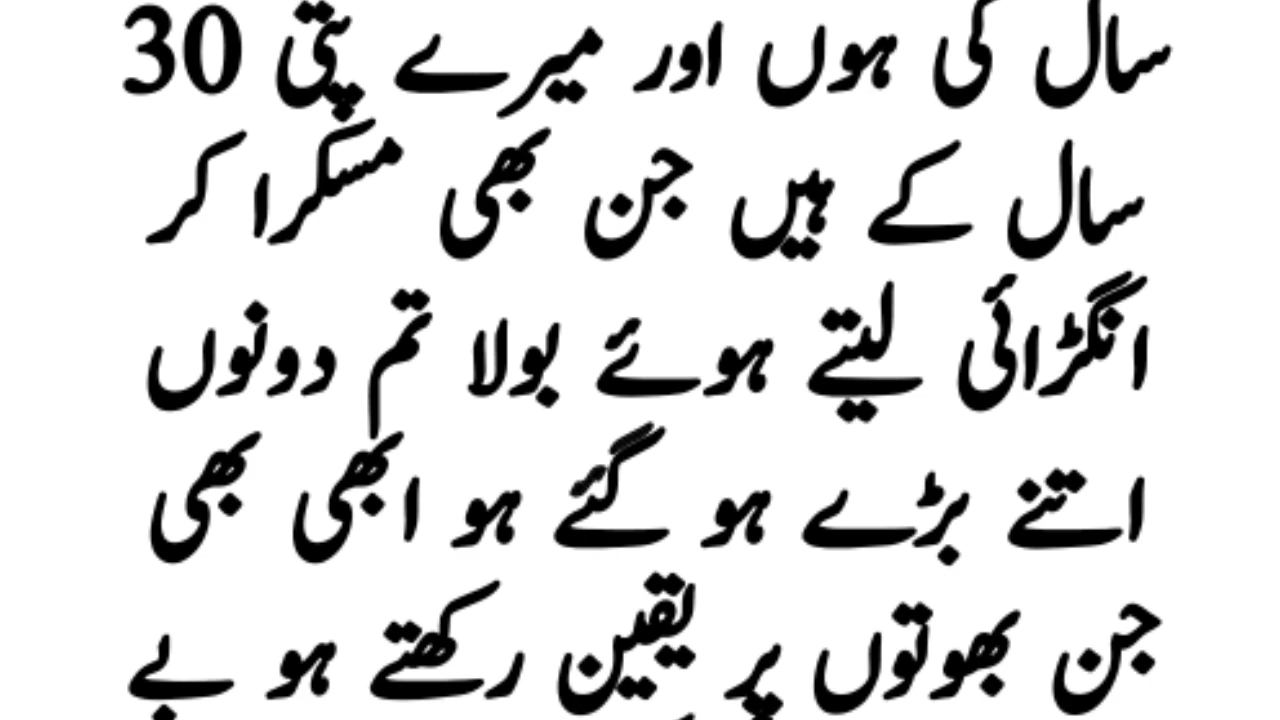 سال کی ہوں اور میرے پتی 30
سال کے ہیں جن بھی مسکرا کر
انگڑائی لیتے ہوئے بولا تم دونوں
اتنے بڑے ہو گئے ہو ابھی بھی
جن بھوتوں پر یقین رکھتے ہو بے